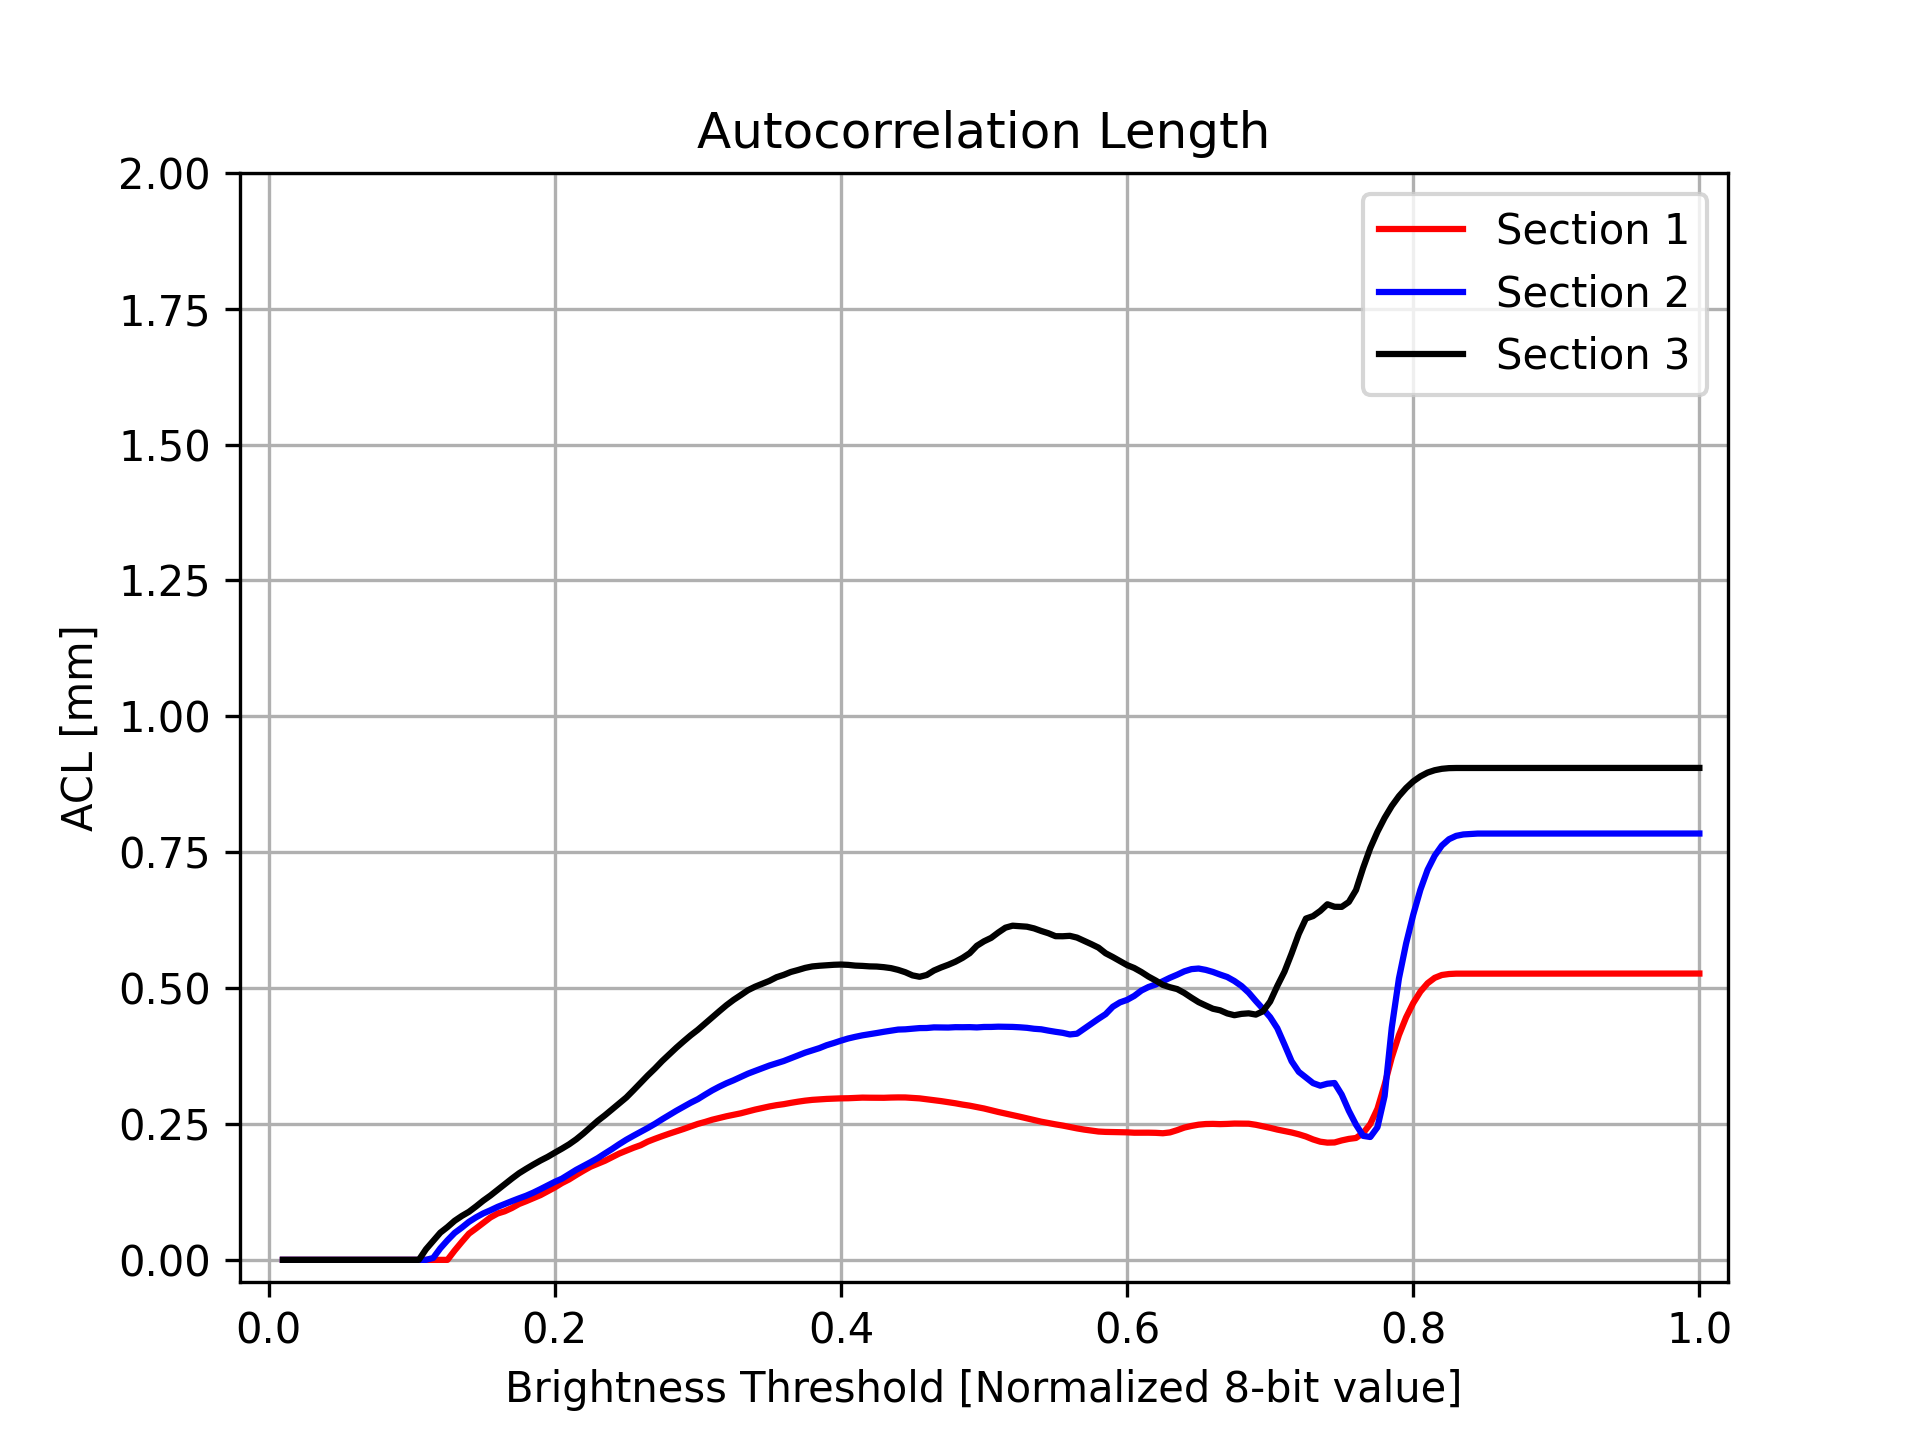 Autocorrelation Length
2.00
1.75
1.50
1.25
1.00
0.75
0.50
0.25
0.00
ACL [mm]
Section 1
Section 2
Section 3
0.0 0.2 0.4 0.6 0.8 1.0
Brightness Threshold [Normalized 8-bit value]